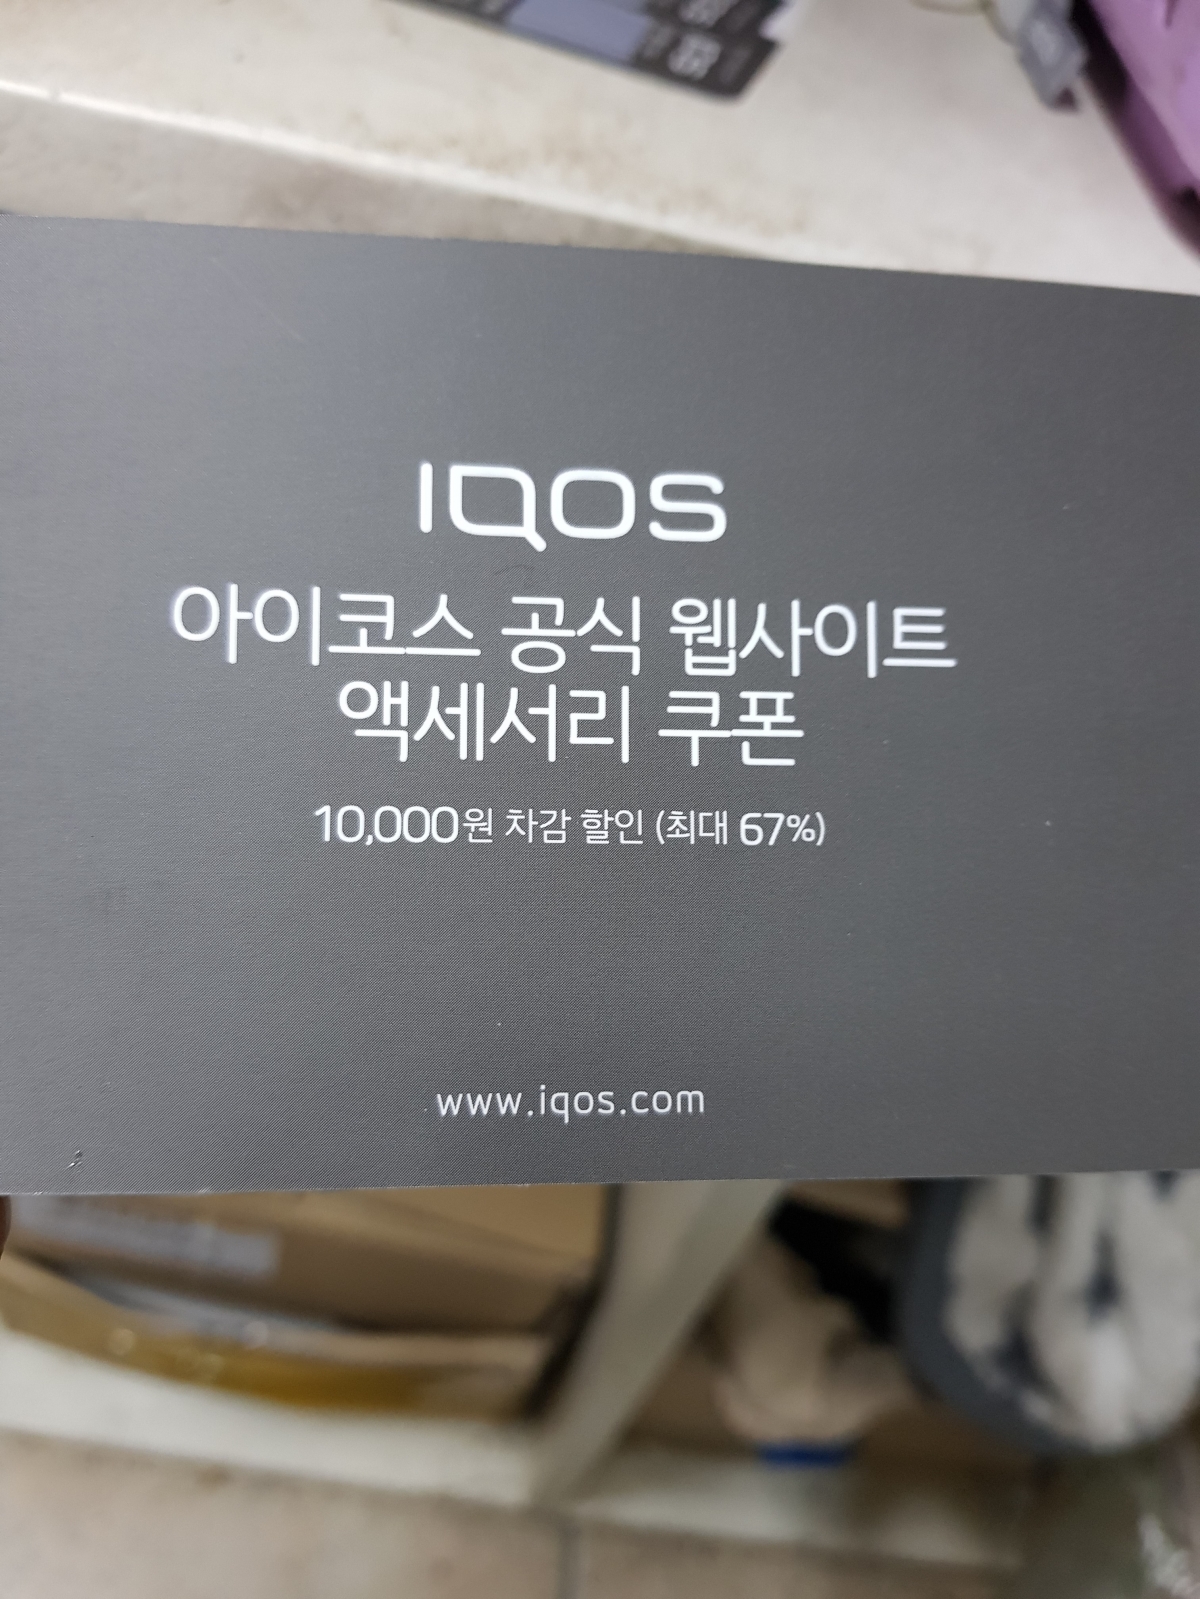 IQOS
아이코스 공식 웹사이트
액세서리 쿠폰
10,000원 차감 할인 (최대 67%)
www.iqos.com